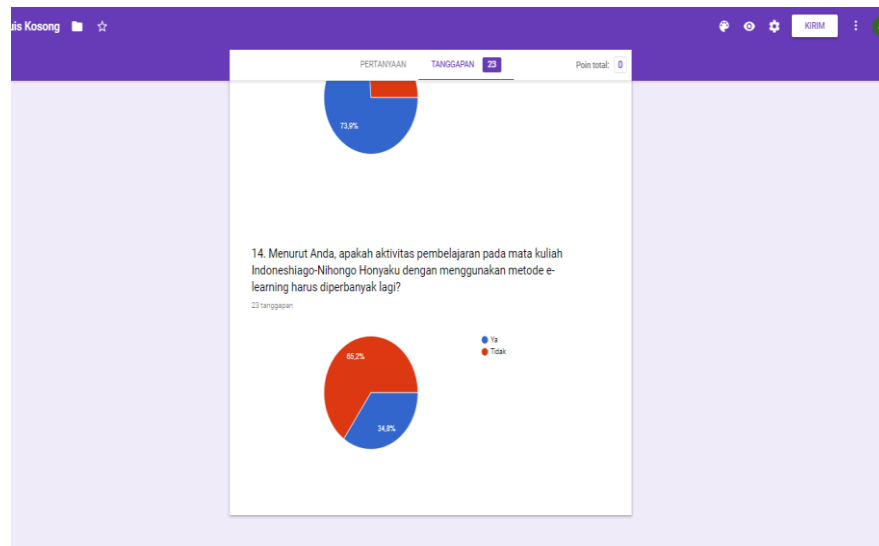 uis Kosong
KIRIM
PERTANYAAN
TANGGAPAN 23
Poin total: 0
73,9%
14. Menurut Anda, apakah aktivitas pembelajaran pada mata kuliah
Indoneshiago-Nihongo Honyaku dengan menggunakan metode e-
learning harus diperbanyak lagi?
23 tanggapan
Ya
Tidak
65,2%
34,8%